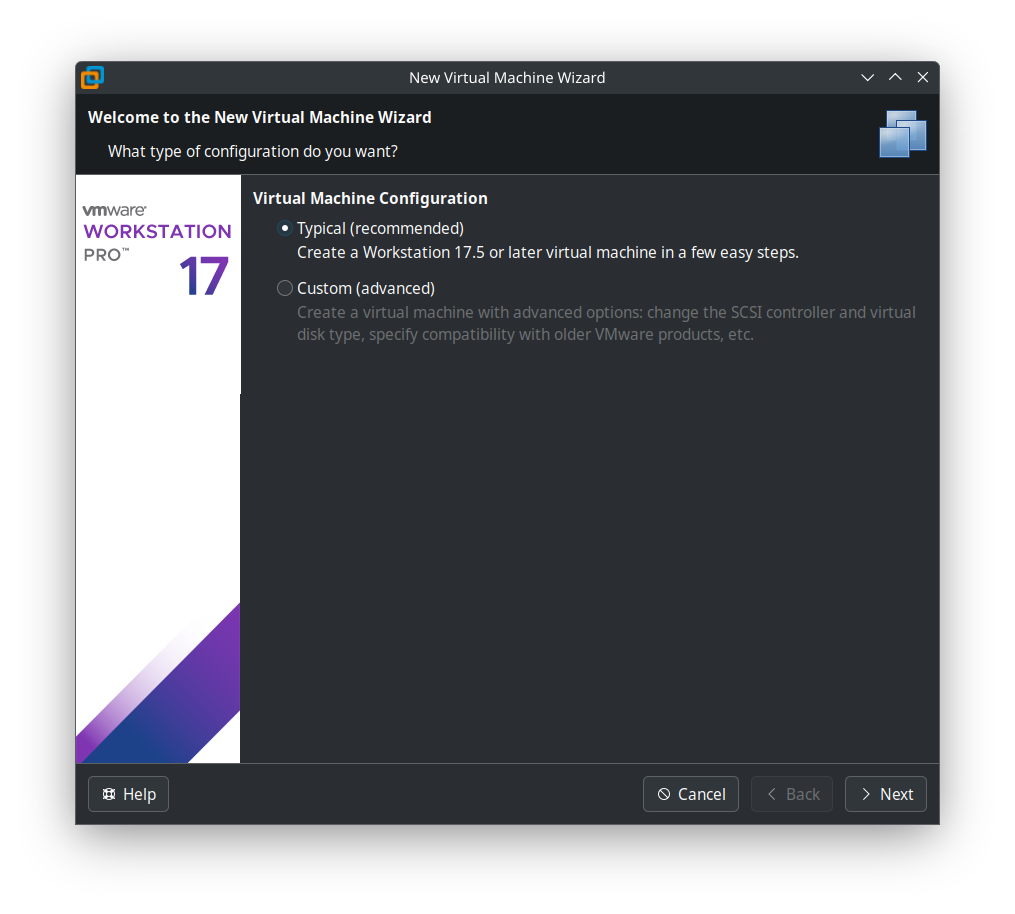 New Virtual Machine Wizard
Welcome to the New Virtual Machine Wizard
What type of configuration do you want?
vmware®
WORKSTATION
PRO™
17
Virtual Machine Configuration
Typical (recommended)
Create a Workstation 17.5 or later virtual machine in a few easy steps.
Custom (advanced)
Create a virtual machine with advanced options: change the SCSI controller and virtual
disk type, specify compatibility with older VMware products, etc.
Help
Cancel
Back
Next